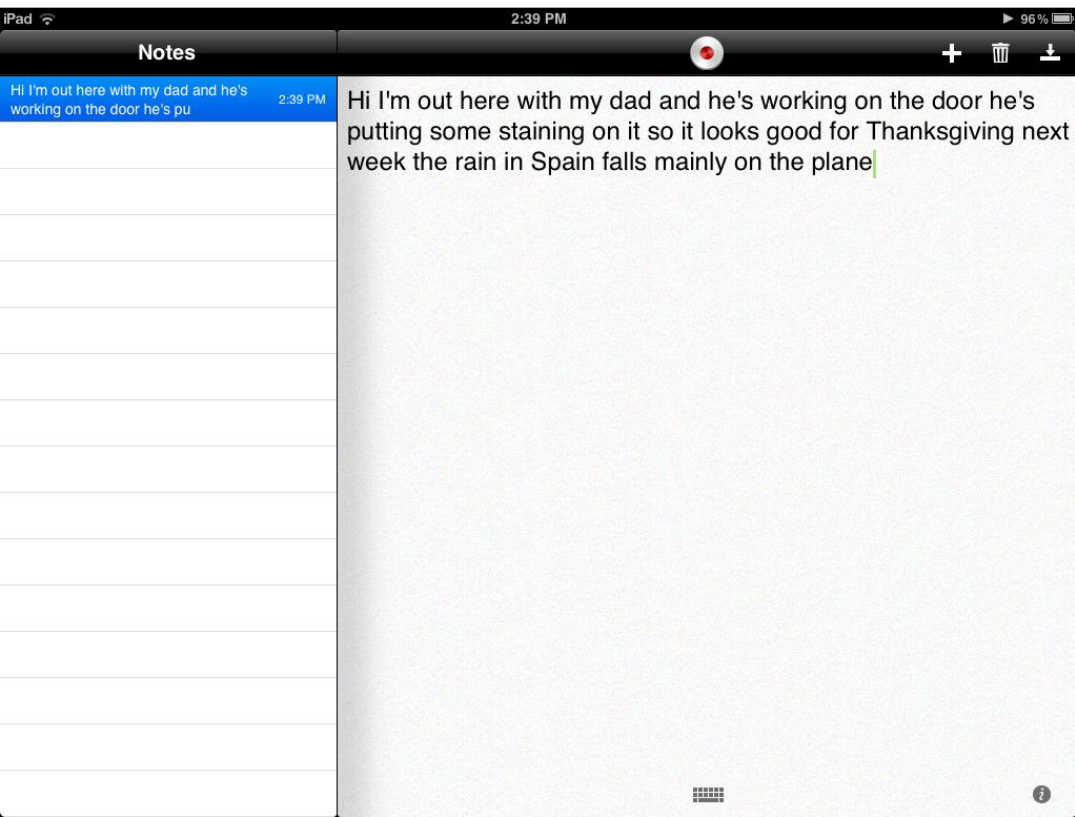 iPad 2:39 PM 96%
Notes
Hi I'm out here with my dad and he's
working on the door he's pu
2:39 PM
Hi I'm out here with my dad and he's working on the door he's
putting some staining on it so it looks good for Thanksgiving next
week the rain in Spain falls mainly on the plane